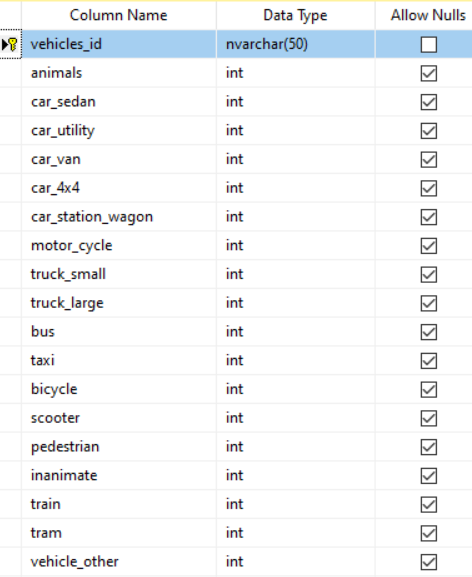 Column Name Data Type Allow Nulls
vehicles_id nvarchar(50)
animals int
car_sedan int
car_utility int
car_van int
car_4x4 int
car_station_wagon int
motor_cycle int
truck_small int
truck_large int
bus int
taxi int
bicycle int
scooter int
pedestrian int
inanimate int
train int
tram int
vehicle_other int